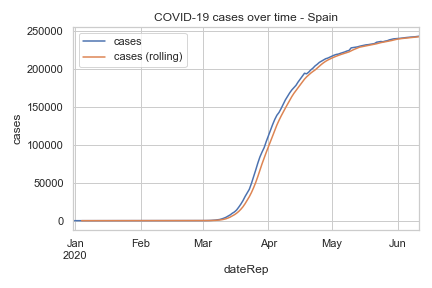 COVID-19 cases over time - Spain
250000
200000
150000
100000
50000
0
cases
cases
cases (rolling)
Jan
2020
Feb
Mar
Apr
May
Jun
dateRep